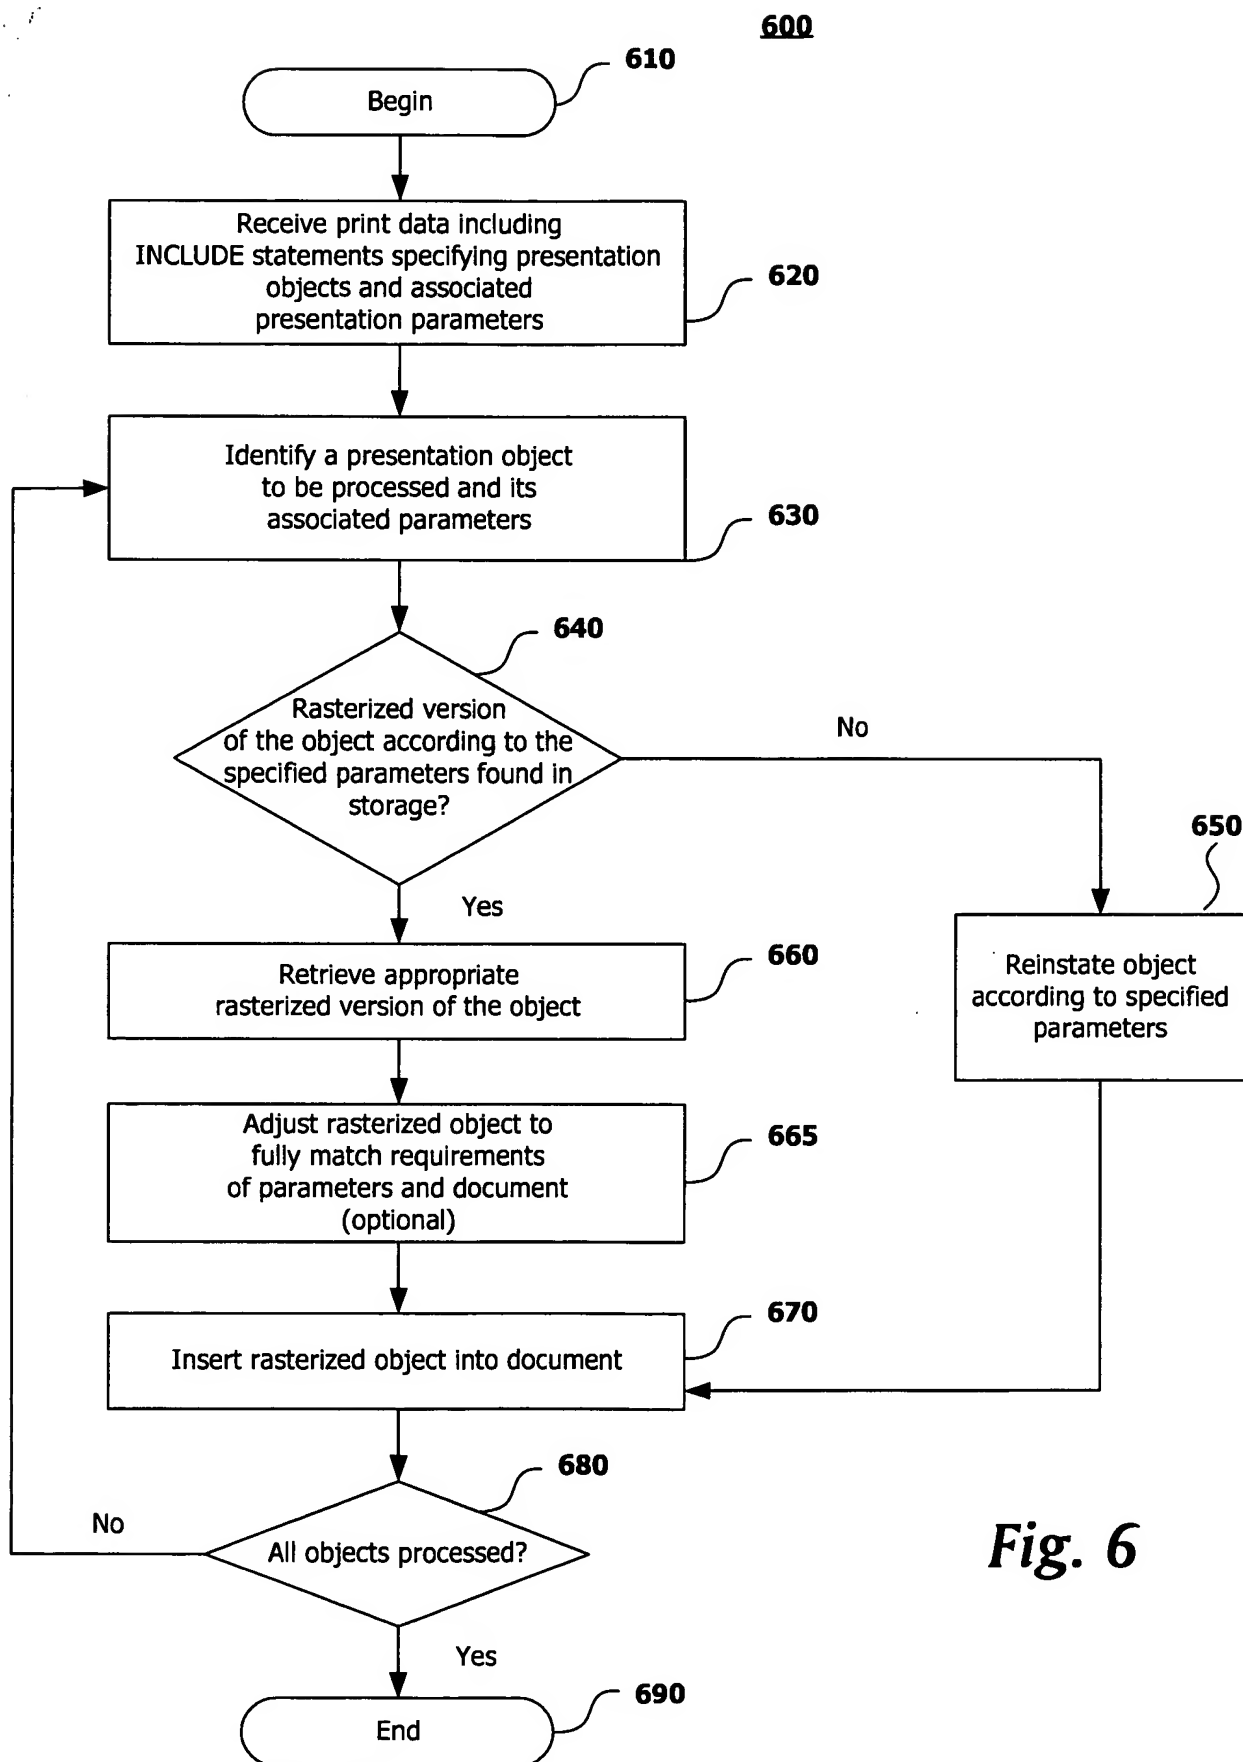 600
610
Begin
Receive print data including
INCLUDE statements specifying presentation
objects and associated
presentation parameters
620
Identify a presentation object
to be processed and its
associated parameters
630
640
Rasterized version
of the object according to the
specified parameters found in
storage?
No
Yes
650
Reinstate object
according to specified
parameters
660
Retrieve appropriate
rasterized version of the object
Adjust rasterized object to
fully match requirements
of parameters and document
(optional)
665
670
Insert rasterized object into document
680
No
All objects processed?
Fig. 6
Yes
690
End